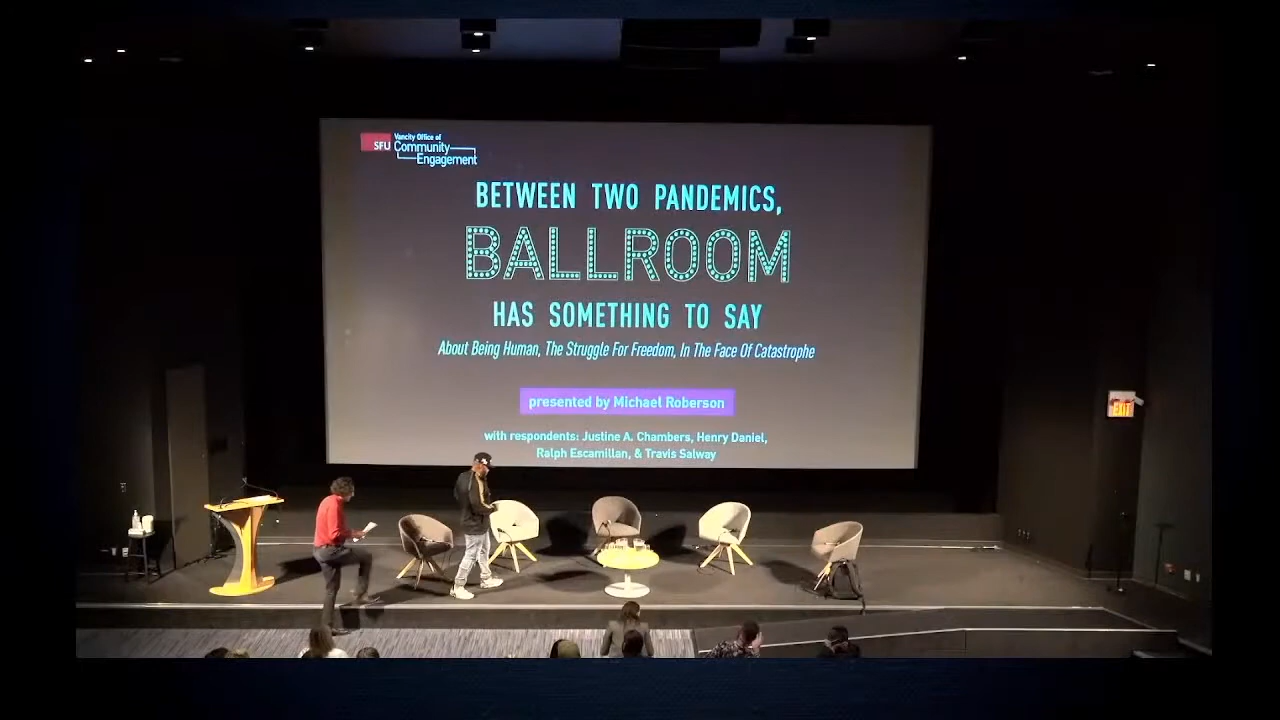 SFU
Vancity Office of
Community
Engagement
BETWEEN TWO PANDEMICS,
BALLROOM
HAS SOMETHING TO SAY
About Being Human, The Struggle For Freedom, In The Face Of Catastrophe
presented by Michael Roberson
with respondents: Justine A. Chambers, Henry Daniel,
Ralph Escamillan, & Travis Salway
EXIT